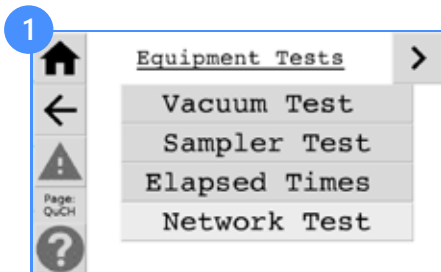 1
Equipment Tests
Vacuum Test
Sampler Test
Elapsed Times
Network Test
Page:
QuCH
?